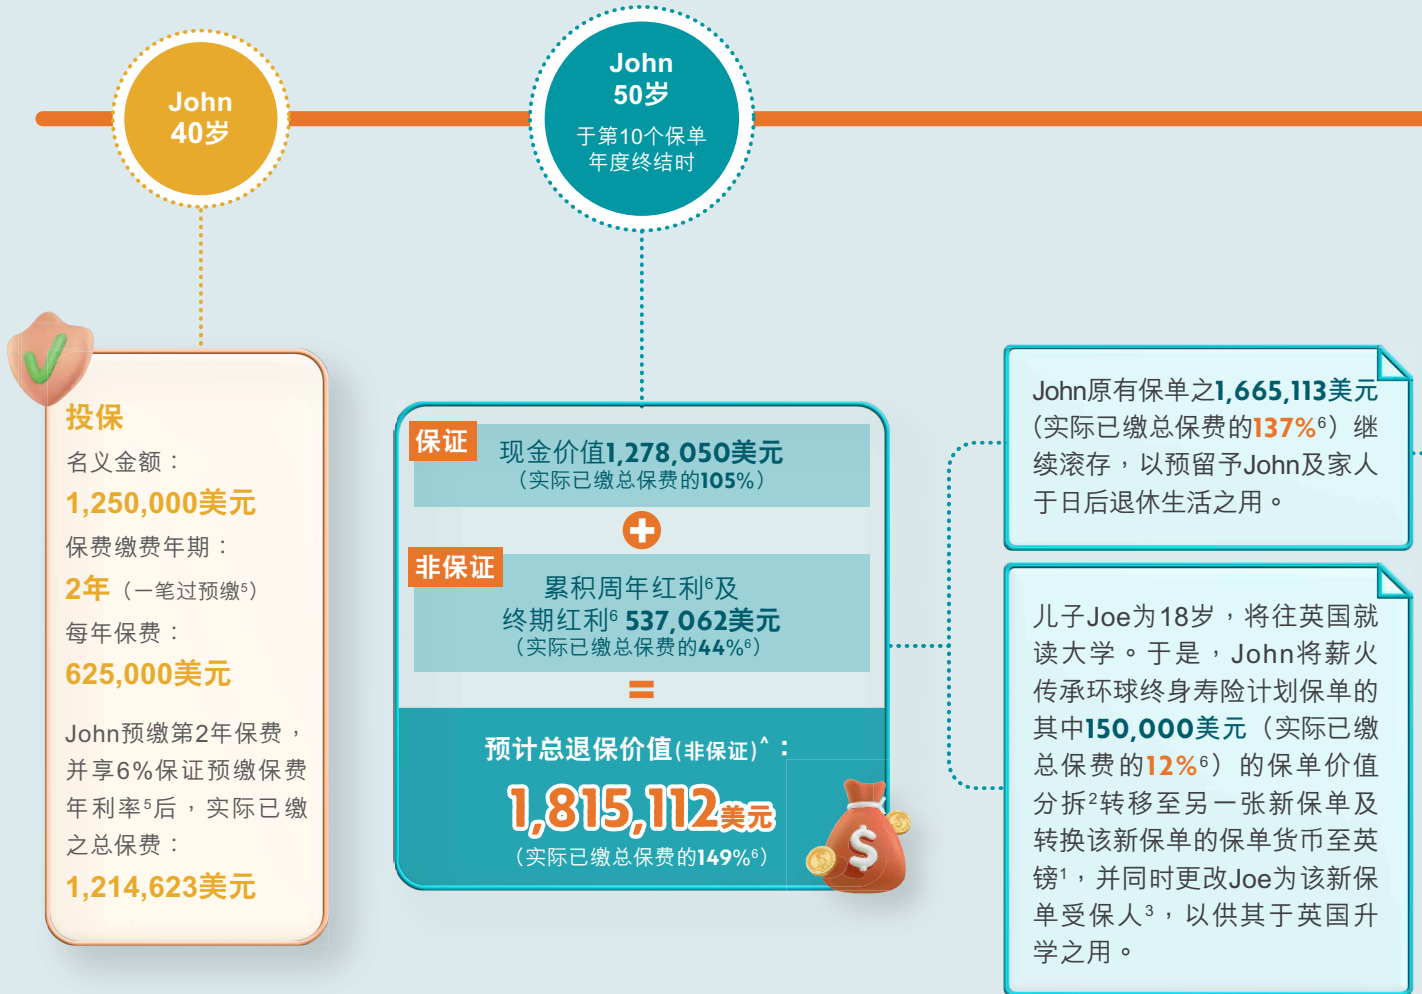 John
40岁
John
50岁
于第10个保单
年度终结时
投保
名义金额：
1,250,000美元
保费缴费年期：
2年（一笔过预缴⁵）
每年保费：
625,000美元
John预缴第2年保费，
并享6%保证预缴保费
年利率⁵后，实际已缴
之总保费：
1,214,623美元
保证
现金价值1,278,050美元
（实际已缴总保费的105%）
非保证
累积周年红利⁶及
终期红利⁶ 537,062美元
（实际已缴总保费的44%⁶）
=
预计总退保价值(非保证)^：
1,815,112美元
（实际已缴总保费的149%⁶）
$
John原有保单之1,665,113美元
（实际已缴总保费的137%⁶）继
续滚存，以预留予John及家人
于日后退休生活之用。
儿子Joe为18岁，将往英国就
读大学。于是，John将薪火
传承环球终身寿险计划保单的
其中150,000美元（实际已缴
总保费的12%⁶）的保单价值
分拆²转移至另一张新保单及
转换该新保单的保单货币至英
镑¹，并同时更改Joe为该新保
单受保人³，以供其于英国升
学之用。